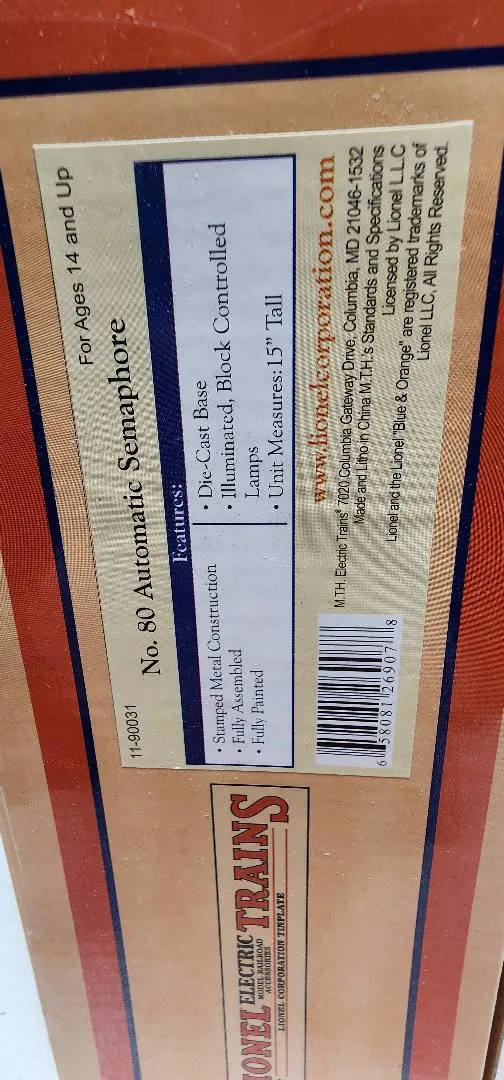 11-90031
For Ages 14 and Up
No. 80 Automatic Semaphore
Features:
• Stamped Metal Construction
• Fully Assembled
• Fully Painted
• Die-Cast Base
• Illuminated, Block Controlled
Lamps
• Unit Measures:15” Tall
www.lionelcorporation.com
M.T.H. Electric Trains® 7020 Columbia Gateway Drive, Columbia, MD 21046-1532
Made and Litho in China M.T.H.'s Standards and Specifications
Licensed by Lionel L.L.C
Lionel and the Lionel "Blue & Orange" are registered trademarks of
Lionel LLC, All Rights Reserved.
6 58081 26907 8
IONEL ELECTRIC TRAINS
MODEL RAILROAD
ACCESSORIES
LIONEL CORPORATION TINPLATE